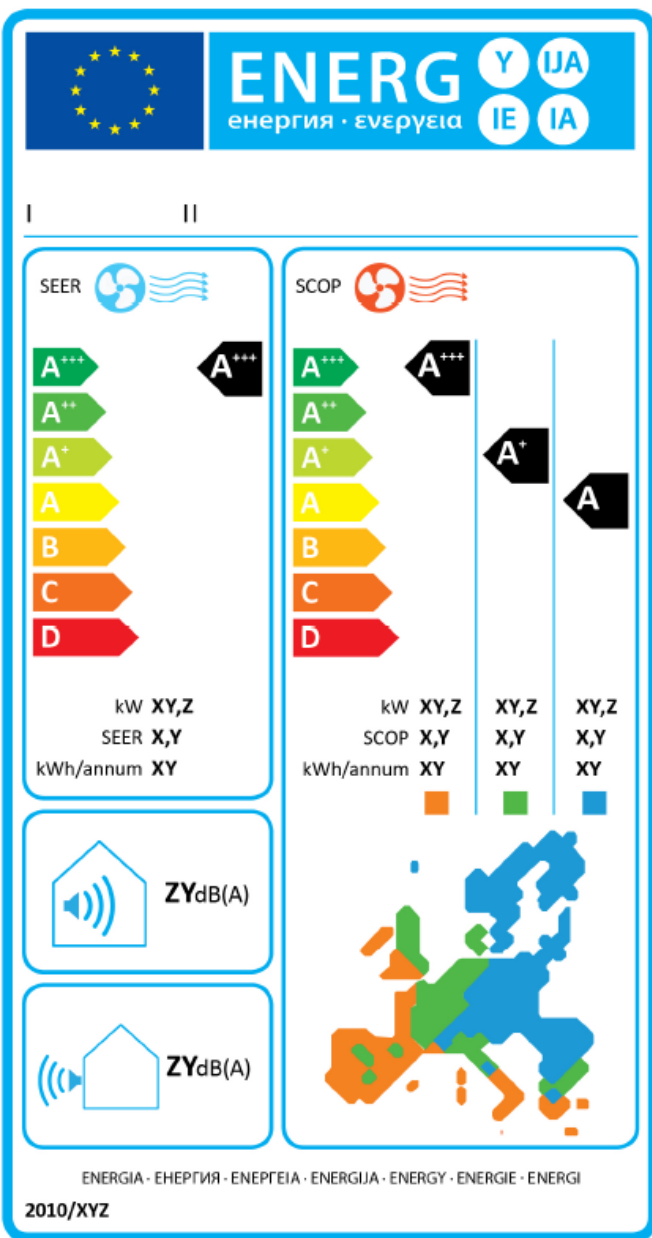 ENERG Y IJA
енергия · ενεργεια IE IA
I II
SEER
A+++ A+++
A++
A+
A
B
C
D
kW XY,Z
SEER X,Y
kWh/annum XY
SCOP
A+++ A+++
A++
A+ A+
A A
B
C
D
kW XY,Z XY,Z XY,Z
SCOP X,Y X,Y X,Y
kWh/annum XY XY XY
ZYdB(A)
ZYdB(A)
ENERGIA · ЕНЕРГИЯ · ΕΝΕΡΓΕΙΑ · ENERGIJA · ENERGY · ENERGIE · ENERGI
2010/XYZ